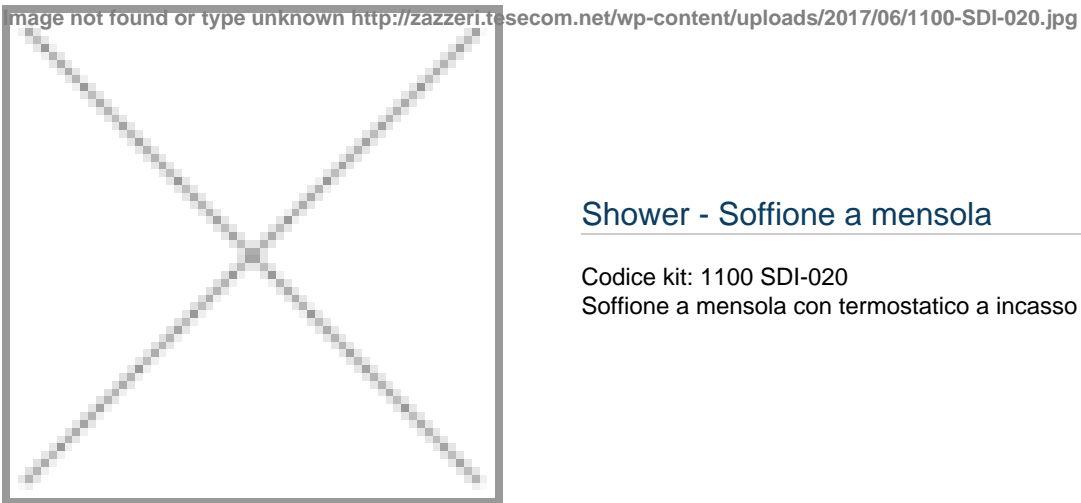 Image not found or type unknown http://zazzeri.tesecom.net/wp-content/uploads/2017/06/1100-SDI-020.jpg
Shower - Soffione a mensola
Codice kit: 1100 SDI-020
Soffione a mensola con termostatico a incasso